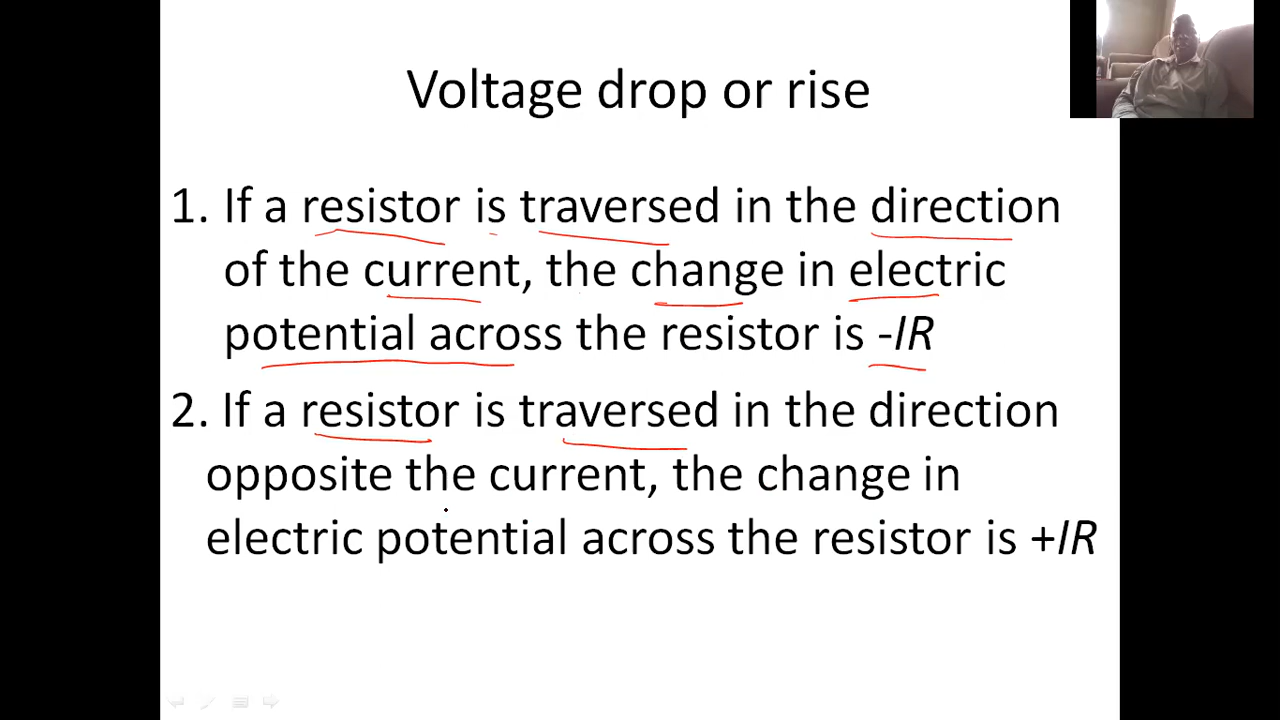 Voltage drop or rise
1. If a resistor is traversed in the direction
of the current, the change in electric
potential across the resistor is -IR
2. If a resistor is traversed in the direction
opposite the current, the change in
electric potential across the resistor is +IR